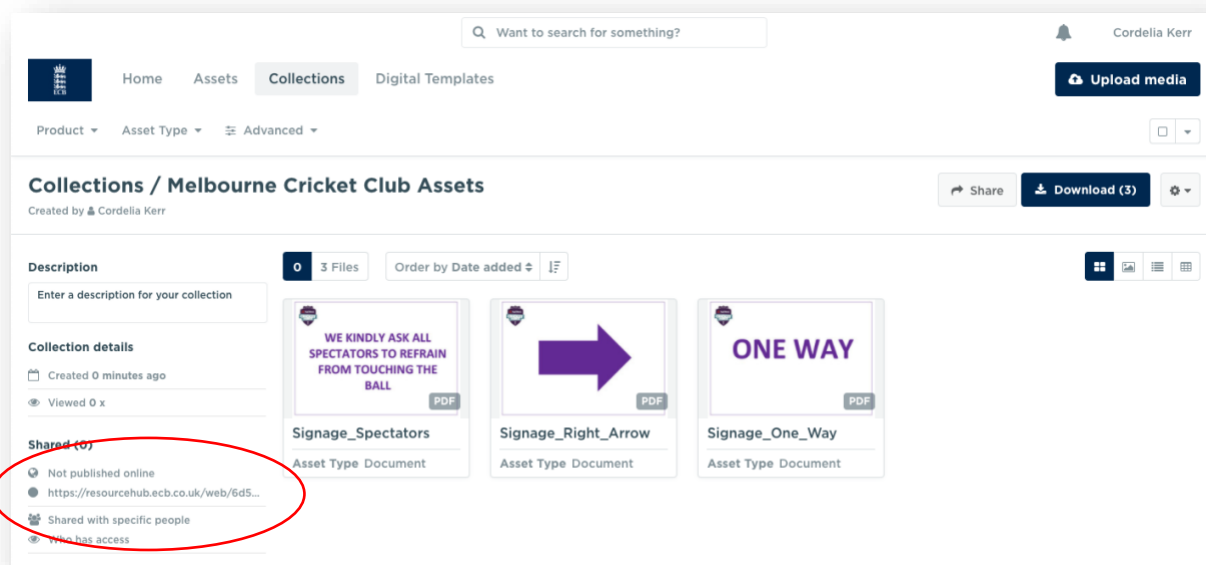 Want to search for something?
Cordelia Kerr
ECB
Home Assets Collections Digital Templates
Upload media
Product Asset Type Advanced
Collections / Melbourne Cricket Club Assets
Created by Cordelia Kerr
Share Download (3)
Description
Enter a description for your collection
Collection details
Created 0 minutes ago
Viewed 0 x
Shared (0)
Not published online
https://resourcehub.ecb.co.uk/web/6d5...
Shared with specific people
Who has access
0 3 Files Order by Date added
WE KINDLY ASK ALL
SPECTATORS TO REFRAIN
FROM TOUCHING THE
BALL
PDF
Signage_Spectators
Asset Type Document
PDF
Signage_Right_Arrow
Asset Type Document
ONE WAY
PDF
Signage_One_Way
Asset Type Document